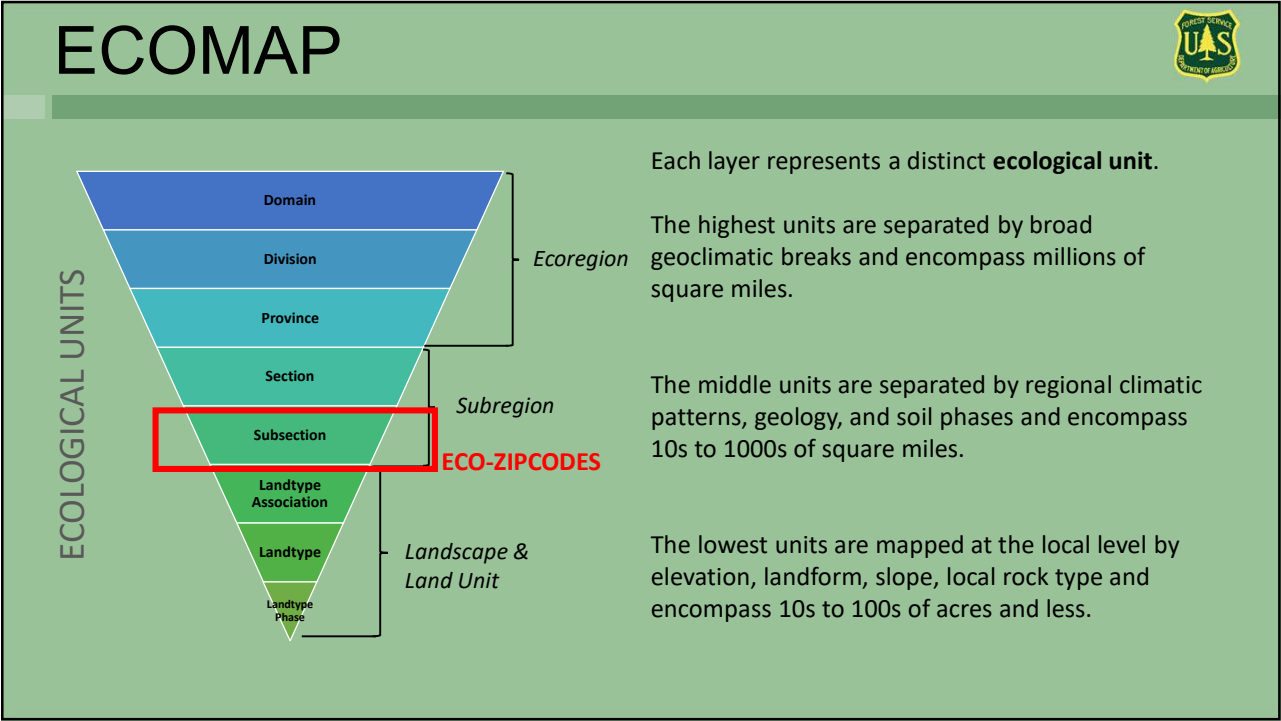 ECOMAP
FOREST SERVICE
U S
DEPARTMENT OF AGRICULTURE
ECOLOGICAL UNITS
Domain
Division
Province
Section
Subsection
Landtype
Association
Landtype
Landtype
Phase
Ecoregion
Subregion
ECO-ZIPCODES
Landscape &
Land Unit
Each layer represents a distinct ecological unit.
The highest units are separated by broad
geoclimatic breaks and encompass millions of
square miles.
The middle units are separated by regional climatic
patterns, geology, and soil phases and encompass
10s to 1000s of square miles.
The lowest units are mapped at the local level by
elevation, landform, slope, local rock type and
encompass 10s to 100s of acres and less.